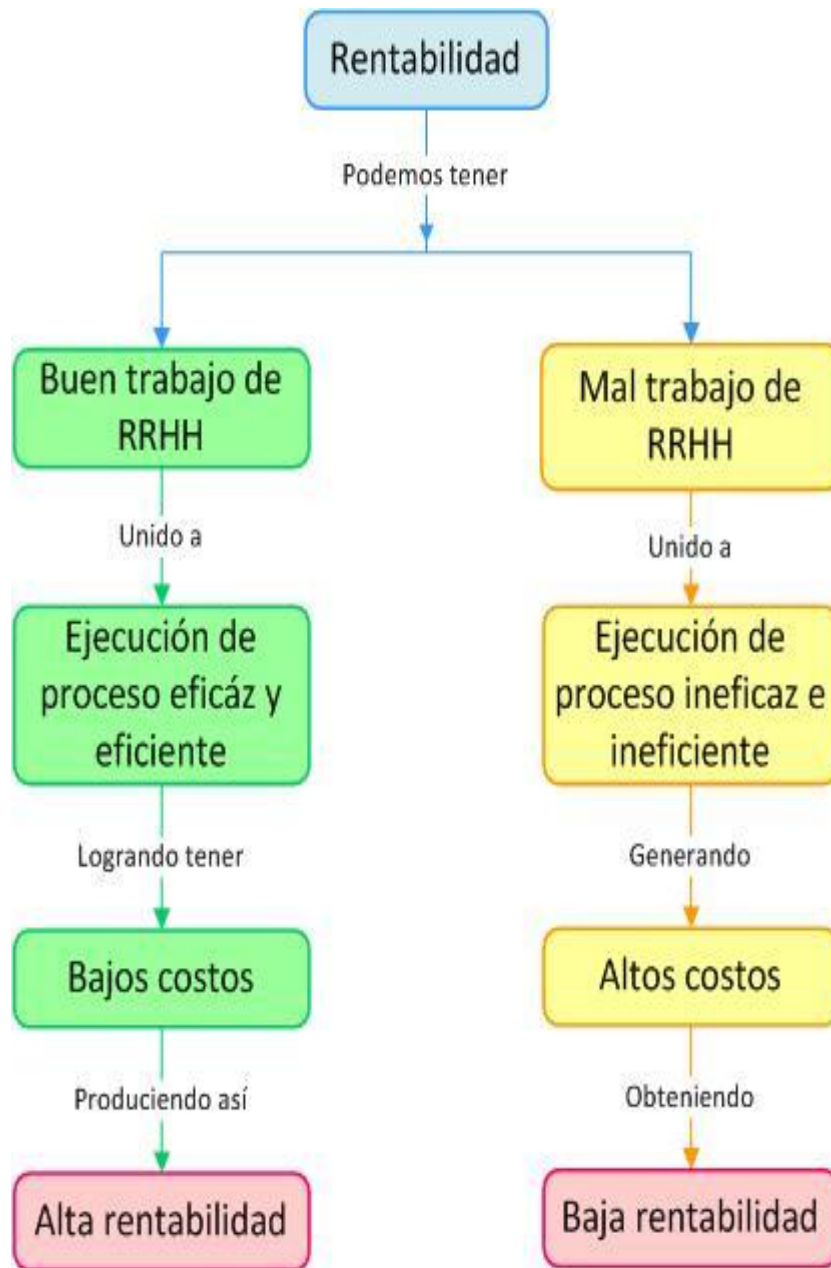 Rentabilidad
Podemos tener
Buen trabajo de
RRHH
Unido a
Ejecución de
proceso eficáz y
eficiente
Logrando tener
Bajos costos
Produciendo así
Alta rentabilidad
Mal trabajo de
RRHH
Unido a
Ejecución de
proceso ineficaz e
ineficiente
Generando
Altos costos
Obteniendo
Baja rentabilidad